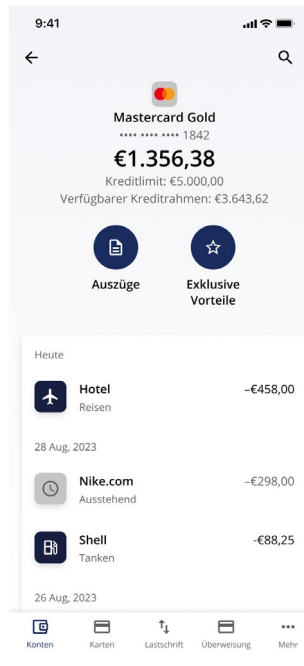 9:41
Mastercard Gold
•••• •••• •••• 1842
€1.356,38
Kreditlimit: €5.000,00
Verfügbarer Kreditrahmen: €3.643,62
Auszüge
Exklusive
Vorteile
Heute
Hotel –€458,00
Reisen
28 Aug, 2023
Nike.com –€298,00
Ausstehend
Shell -€88,25
Tanken
26 Aug, 2023
Konten Karten Lastschrift Überweisung Mehr